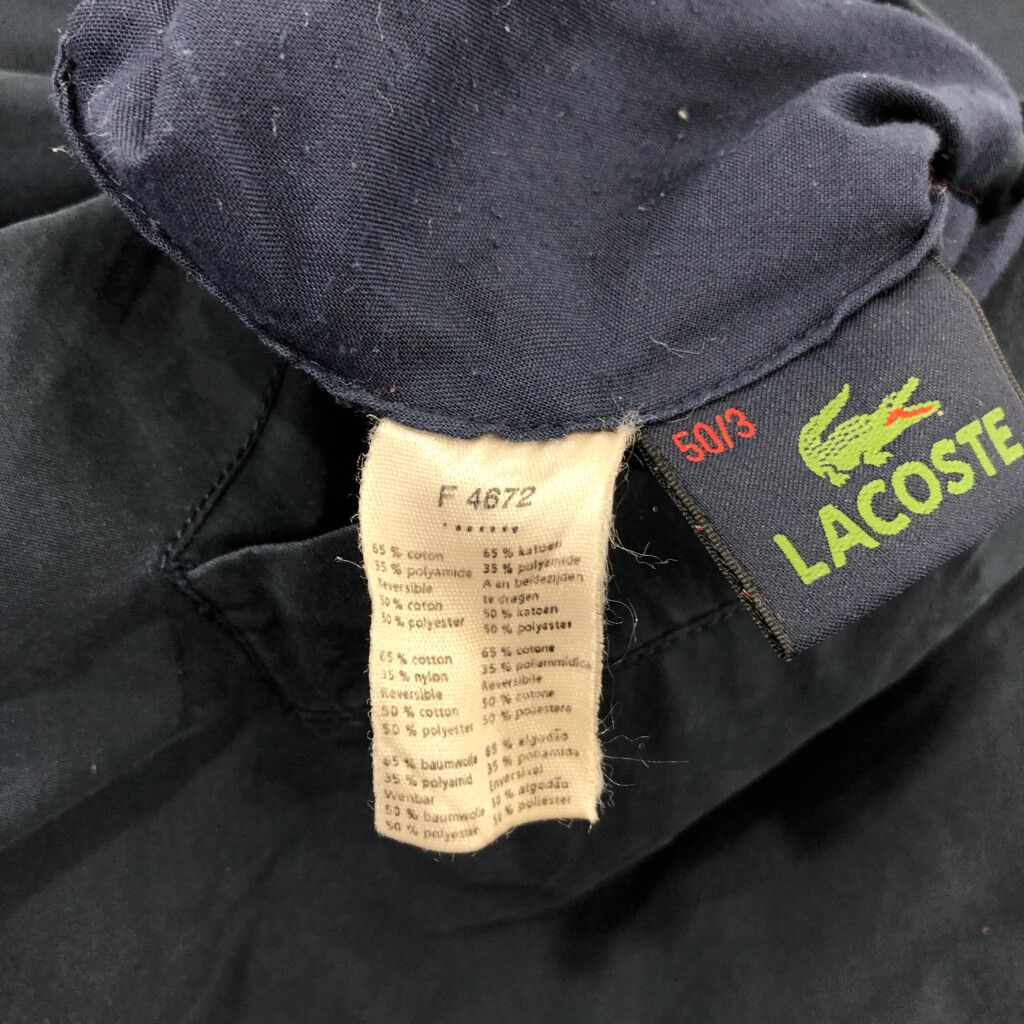 F 4672
65 % coton
35 % polyamide
Reversible
50 % coton
50 % polyester
65 % cotton
35 % nylon
Reversible
50 % cotton
50 % polyester
65 % baumwolle
35 % polyamid
Wenbar
50 % baumwolle
50 % polyester
65 % katoen
35 % polyamide
Aan beidezijden
te dragen
50 % katoen
50 % polyester
65 % cotone
35 % poliammidica
Reversibile
50 % cotone
50 % poliestere
65 % algodão
35 % poliamida
Inversivel
50 % algodão
50 % poliester
50/3
LACOSTE